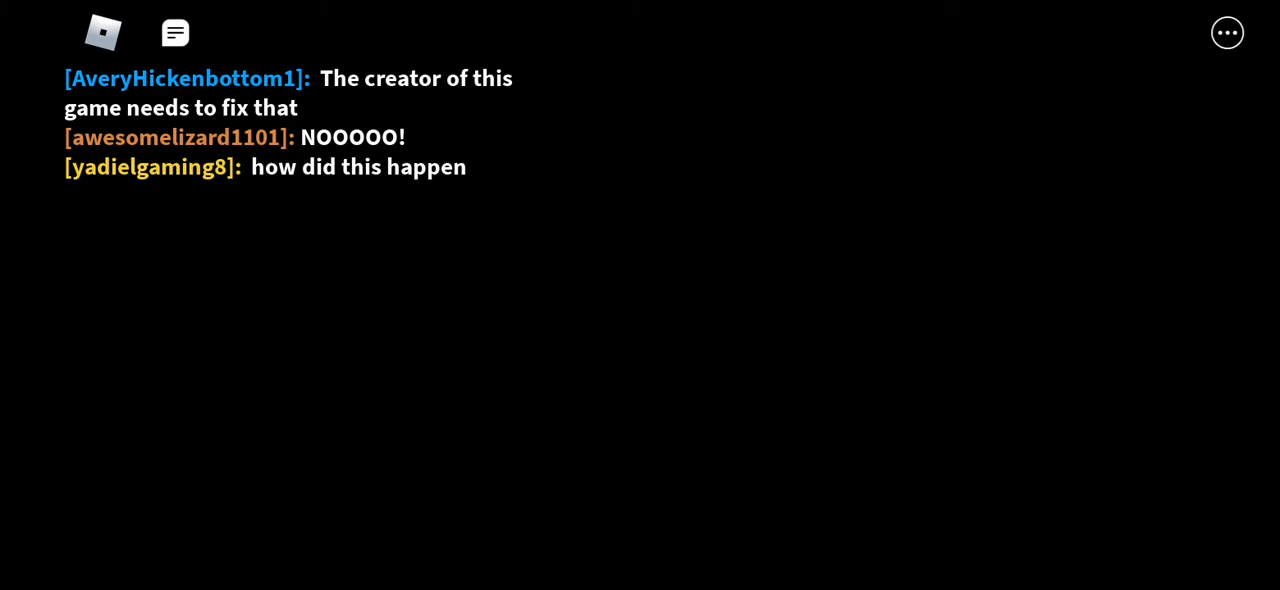 [AveryHickenbottom1]: The creator of this
game needs to fix that
[awesomelizard1101]: NOOOOO!
[yadielgaming8]: how did this happen